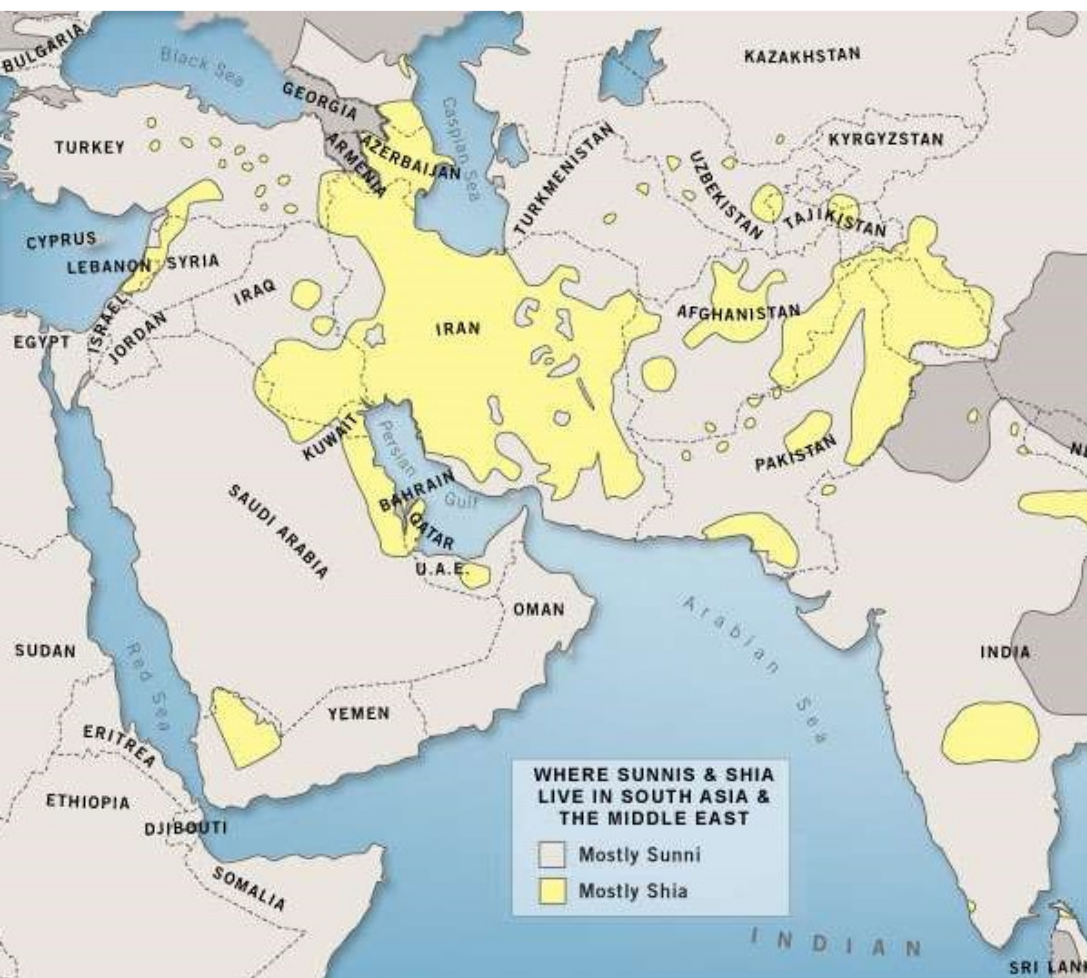 BULGARIA
Black Sea
KAZAKHSTAN
GEORGIA
Caspian Sea
TURKEY
ARMENIA
AZERBAIJAN
TURKMENISTAN
UZBEKISTAN
KYRGYZSTAN
TAJIKISTAN
CYPRUS
LEBANON
SYRIA
IRAQ
ISRAEL
JORDAN
EGYPT
IRAN
AFGHANISTAN
KUWAIT
Persian
Gulf
BAHRAIN
QATAR
PAKISTAN
SAUDI ARABIA
U.A.E.
OMAN
Arabian Sea
INDIA
SUDAN
Red Sea
YEMEN
ERITREA
ETHIOPIA
DJIBOUTI
SOMALIA
WHERE SUNNIS & SHIA
LIVE IN SOUTH ASIA &
THE MIDDLE EAST
Mostly Sunni
Mostly Shia
INDIAN
SRI LAN